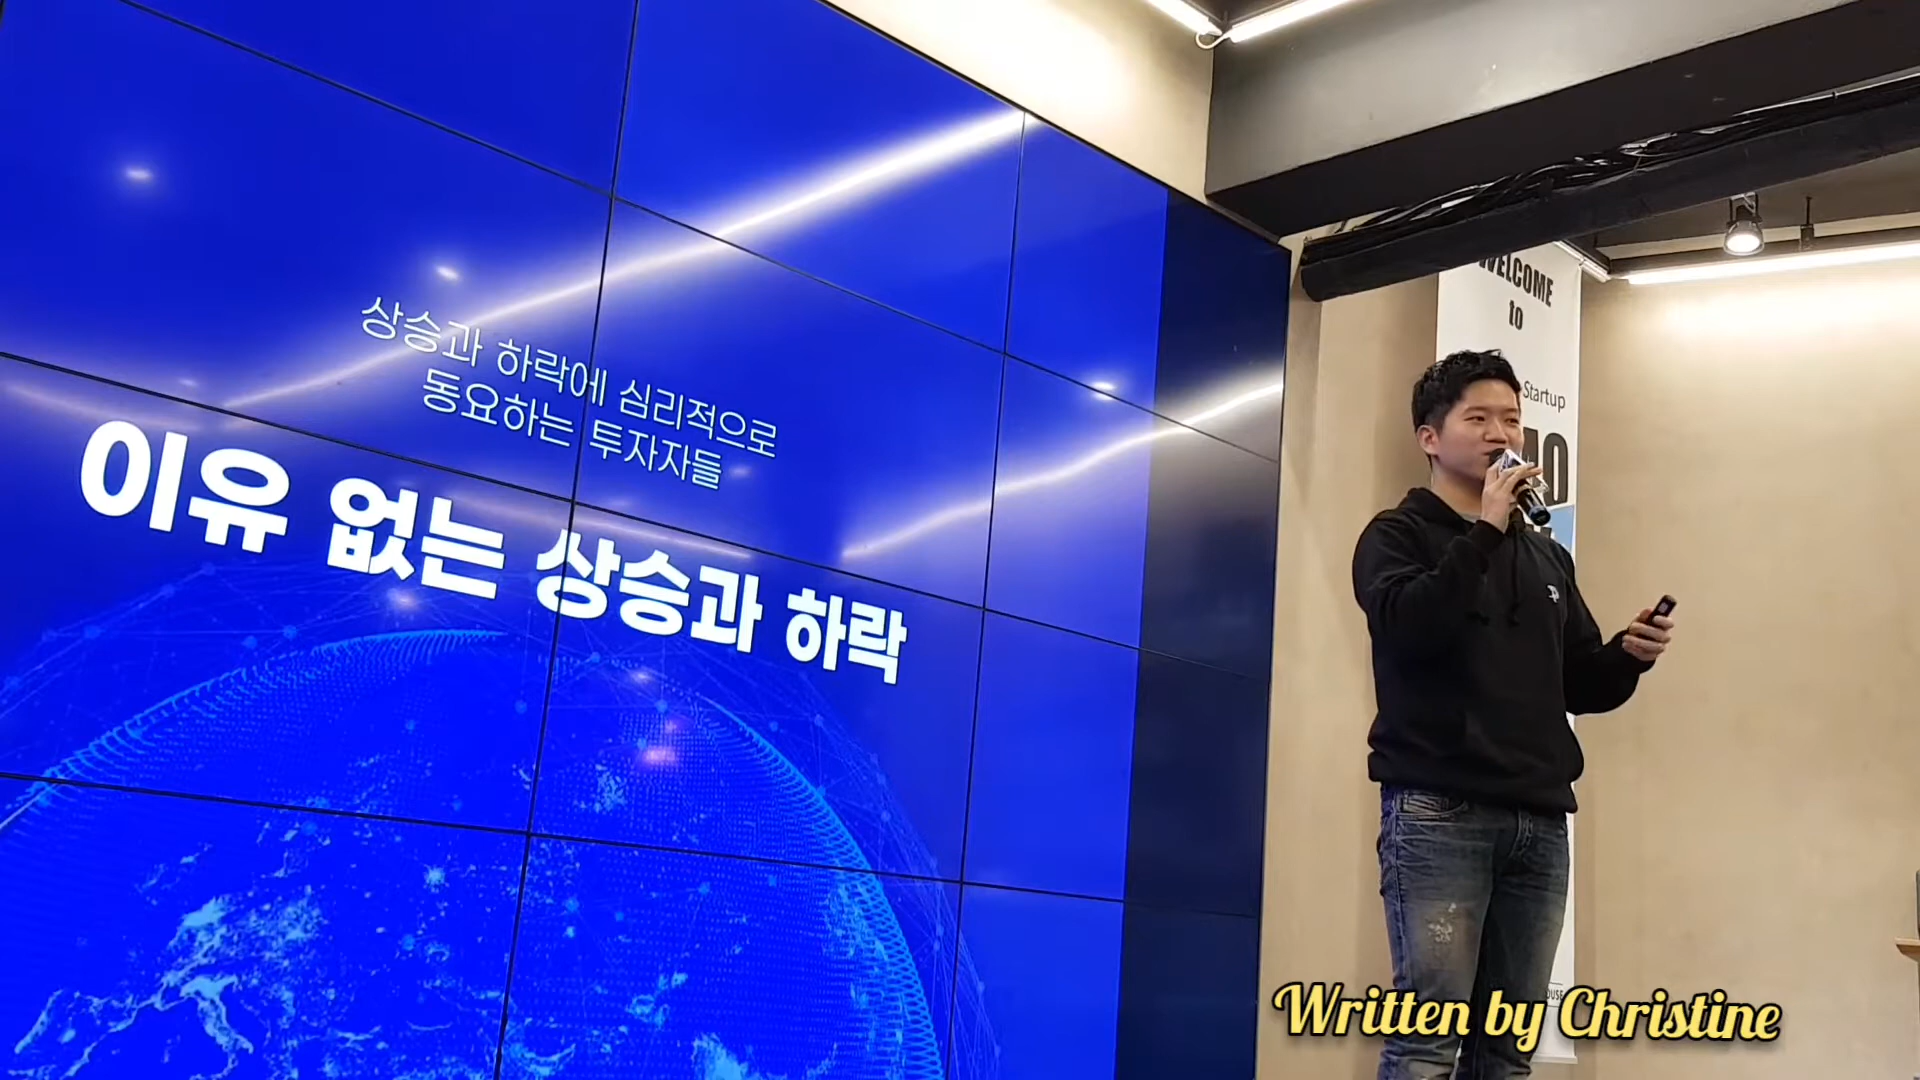 상승과 하락에 심리적으로
동요하는 투자자들
이유 없는 상승과 하락
WELCOME
to
Startup
Written by Christine